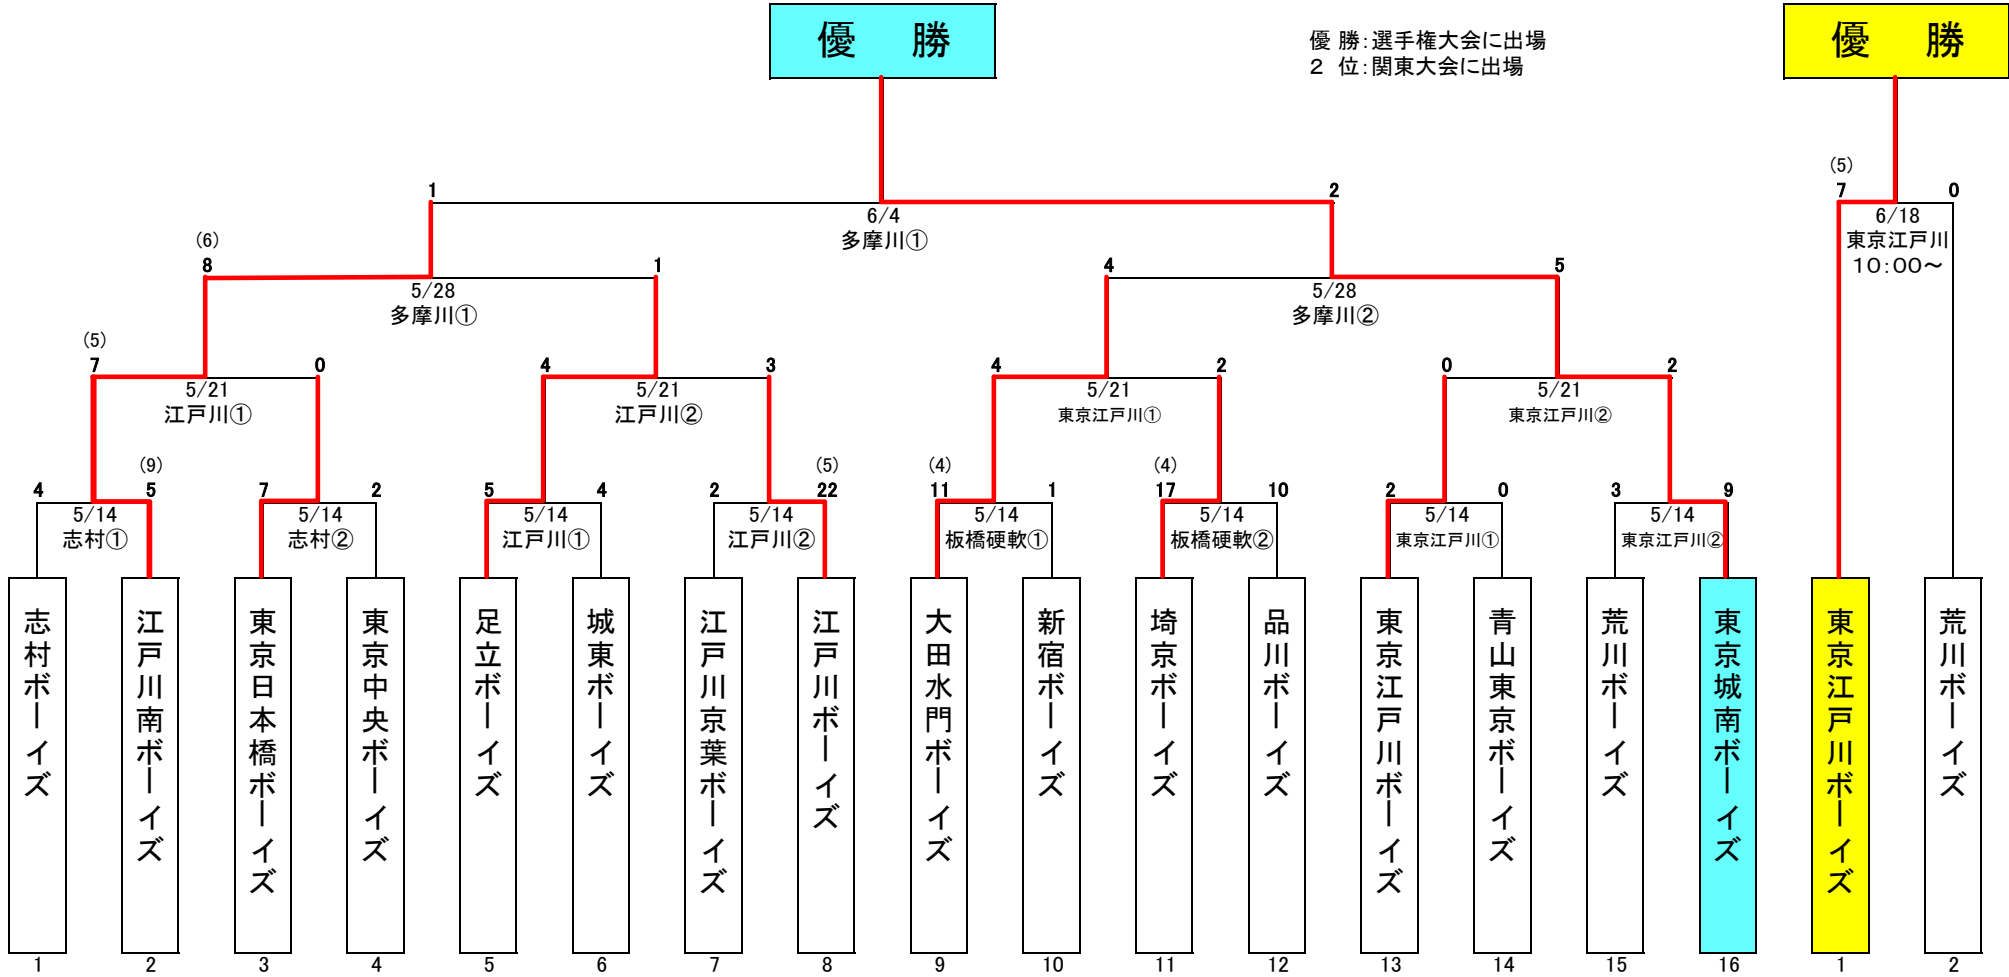 優 勝
優 勝
優 勝:選手権大会に出場
2 位:関東大会に出場
(5)
1 2 7 0
6/4
多摩川①
6/18
東京江戸川
10:00～
(6)
8 1 4 5
5/28
多摩川①
5/28
多摩川②
(5)
7 0 4 3 4 2 0 2
5/21
江戸川①
5/21
江戸川②
5/21
東京江戸川①
5/21
東京江戸川②
(9) (5) (4) (4)
4 5 7 2 5 4 2 22 11 1 17 10 2 0 3 9
5/14
志村①
5/14
志村②
5/14
江戸川①
5/14
江戸川②
5/14
板橋硬軟①
5/14
板橋硬軟②
5/14
東京江戸川①
5/14
東京江戸川②
志村ボーイズ
江戸川南ボーイズ
東京日本橋ボーイズ
東京中央ボーイズ
足立ボーイズ
城東ボーイズ
江戸川京葉ボーイズ
江戸川ボーイズ
大田水門ボーイズ
新宿ボーイズ
埼京ボーイズ
品川ボーイズ
東京江戸川ボーイズ
青山東京ボーイズ
荒川ボーイズ
東京城南ボーイズ
東京江戸川ボーイズ
荒川ボーイズ
1 2 3 4 5 6 7 8 9 10 11 12 13 14 15 16 1 2